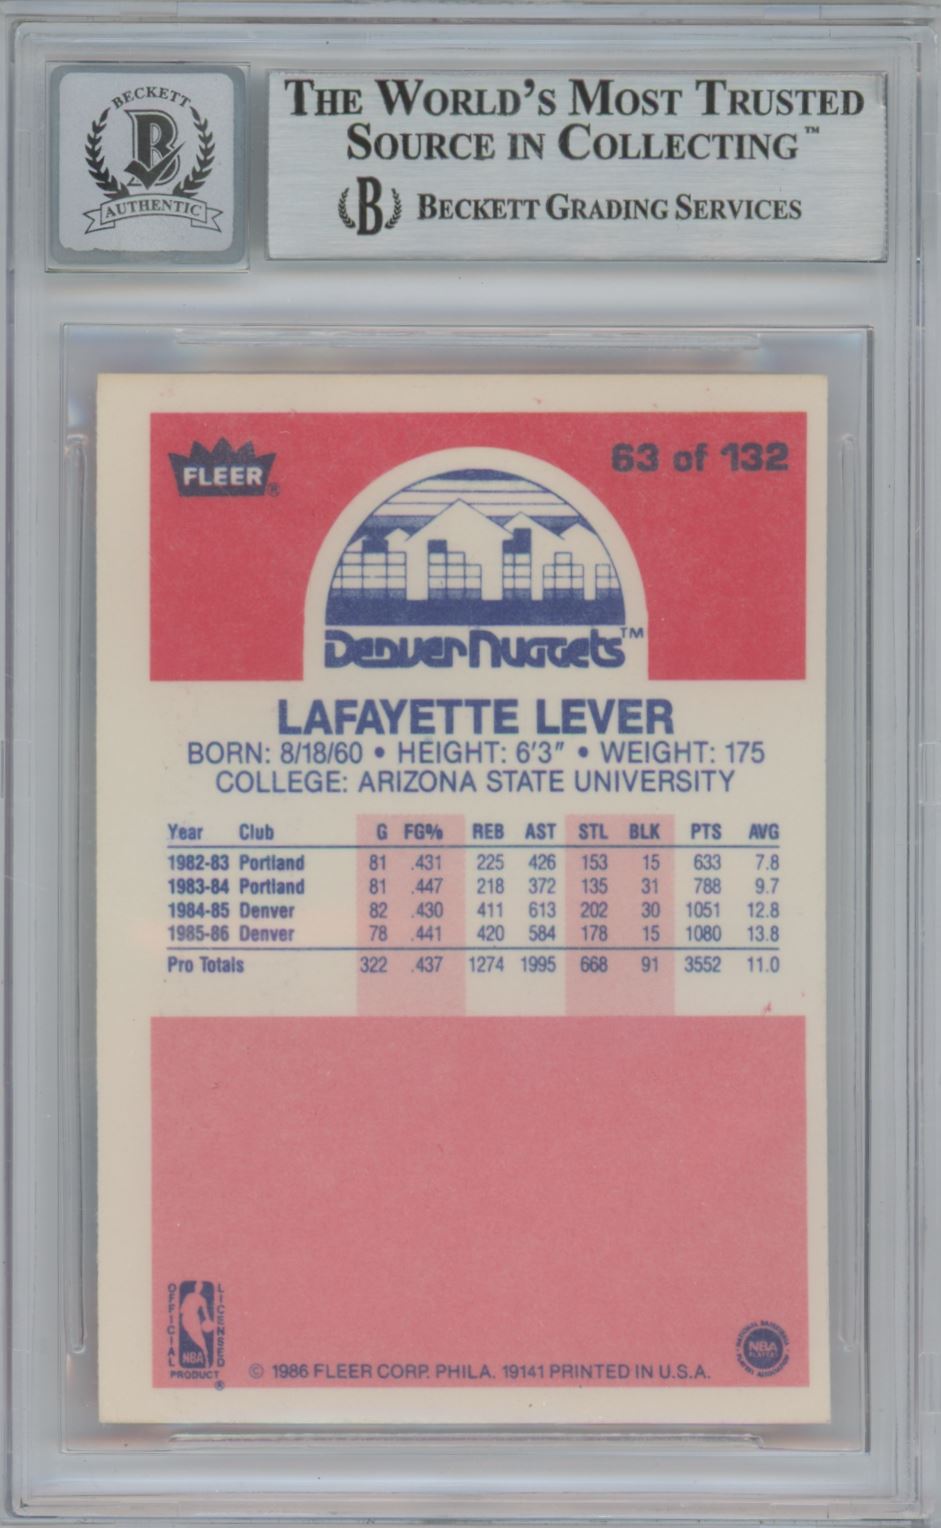 BECKETT
B
AUTHENTIC
THE WORLD'S MOST TRUSTED
SOURCE IN COLLECTING™
B BECKETT GRADING SERVICES
FLEER®
63 of 132
DENVER NUGGETS™
LAFAYETTE LEVER
BORN: 8/18/60 • HEIGHT: 6'3" • WEIGHT: 175
COLLEGE: ARIZONA STATE UNIVERSITY
Year Club G FG% REB AST STL BLK PTS AVG
1982-83 Portland 81 .431 225 426 153 15 633 7.8
1983-84 Portland 81 .447 218 372 135 31 788 9.7
1984-85 Denver 82 .430 411 613 202 30 1051 12.8
1985-86 Denver 78 .441 420 584 178 15 1080 13.8
Pro Totals 322 .437 1274 1995 668 91 3552 11.0
OFFICIAL
LICENSED
NBA
PRODUCT®
© 1986 FLEER CORP. PHILA. 19141 PRINTED IN U.S.A.
NATIONAL BASKETBALL
NBA
PLAYERS
ASSOCIATION